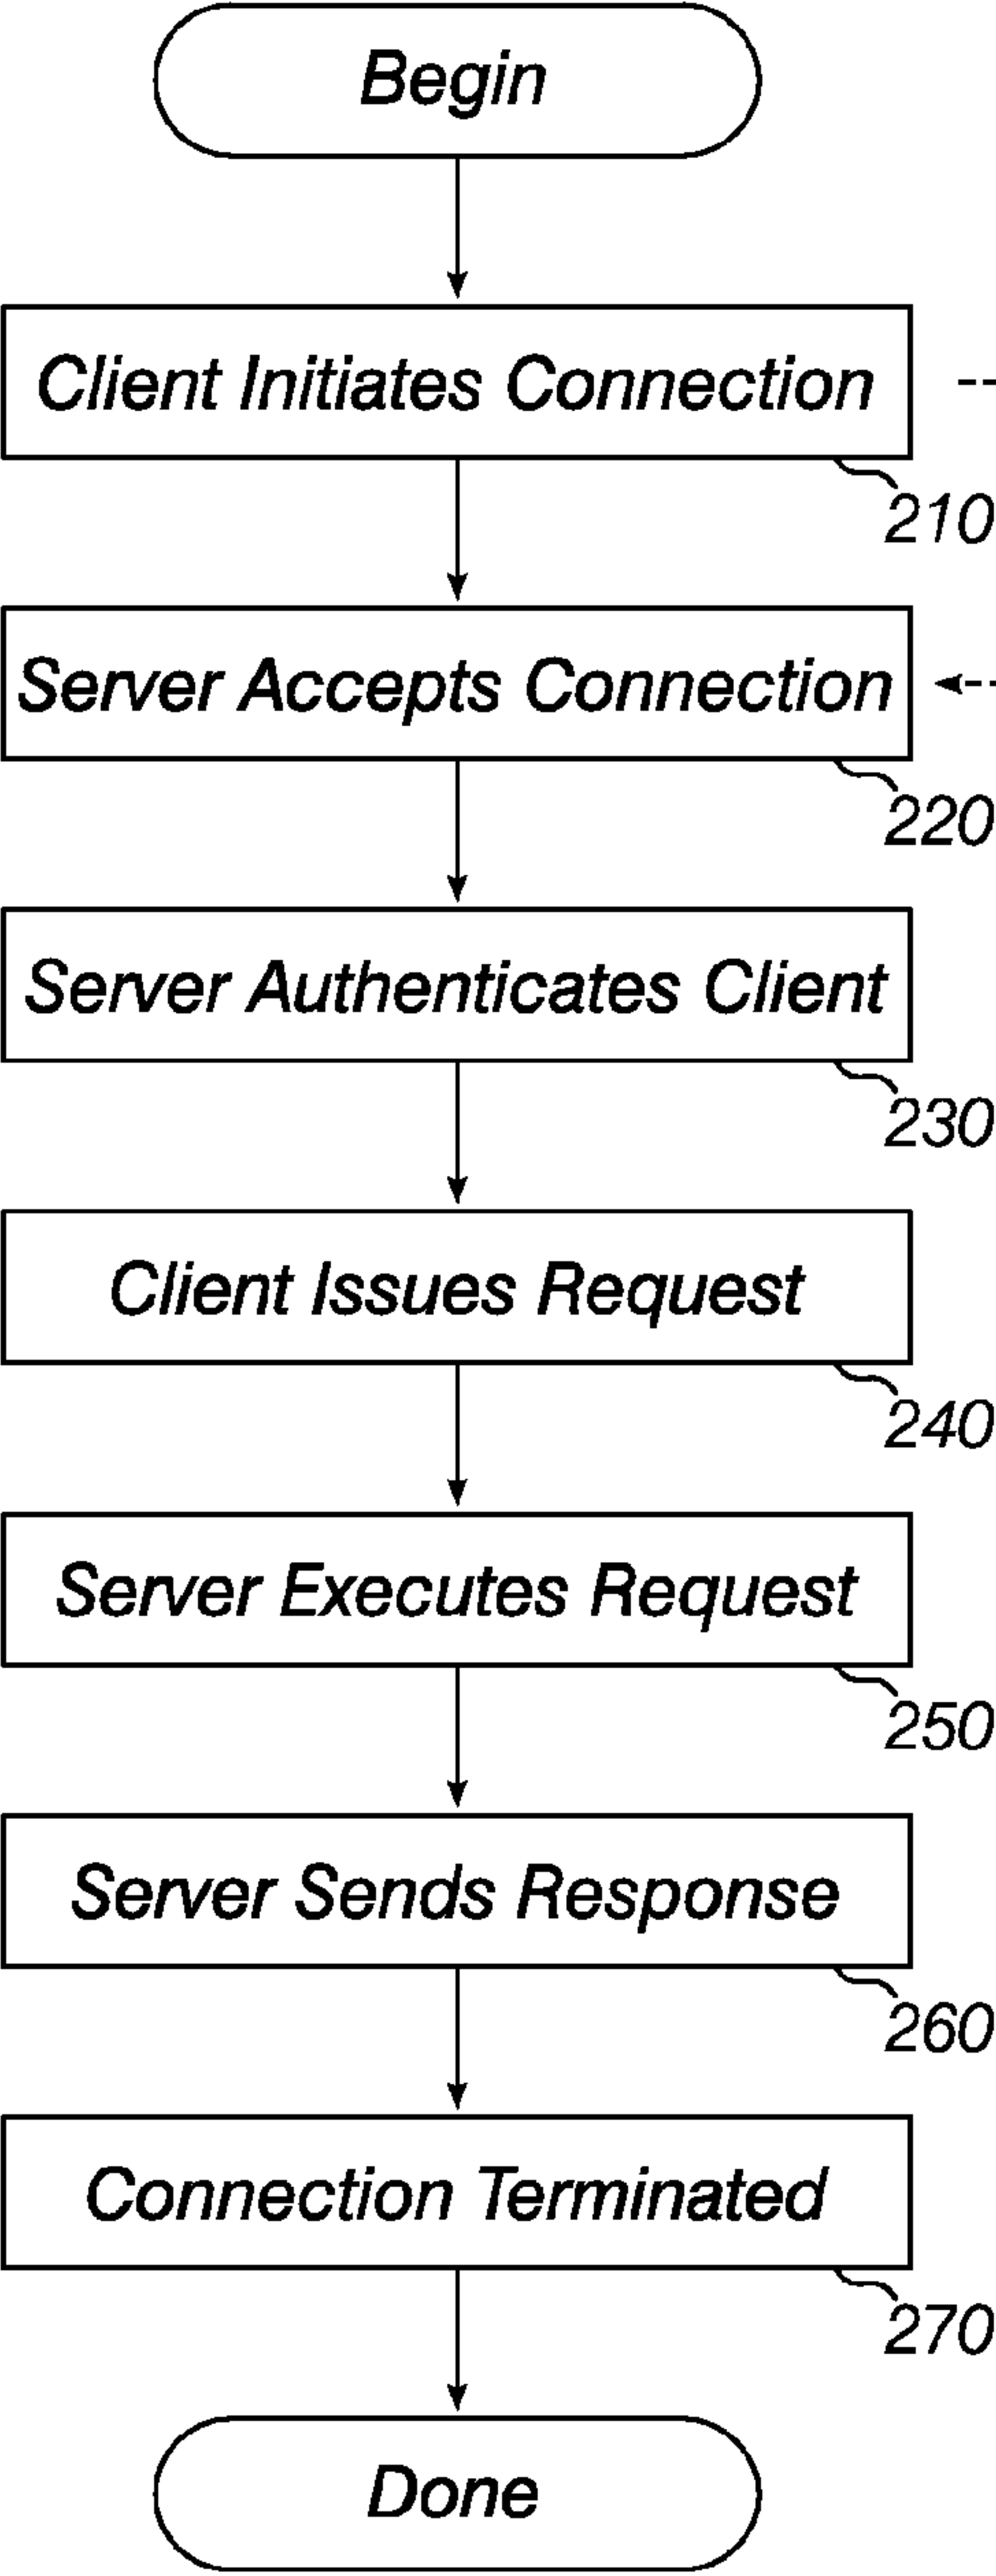 Begin
Client Initiates Connection
210
Server Accepts Connection
220
Server Authenticates Client
230
Client Issues Request
240
Server Executes Request
250
Server Sends Response
260
Connection Terminated
270
Done